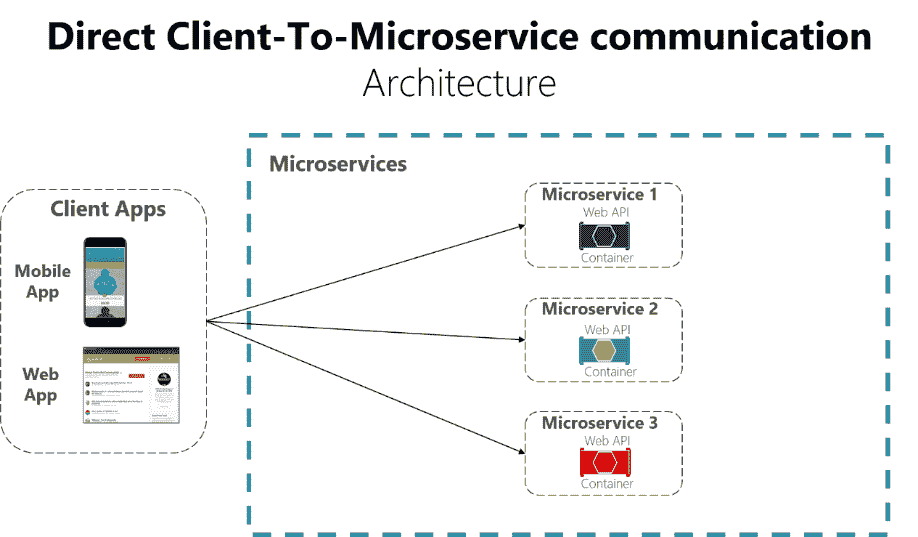 Direct Client-To-Microservice communication
Architecture
Microservices
Client Apps
Mobile
App
Web
App
Microservice 1
Web API
Container
Microservice 2
Web API
Container
Microservice 3
Web API
Container